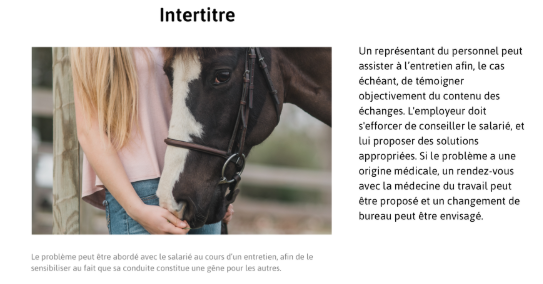 Intertitre
Un représentant du personnel peut
assister à l'entretien afin, le cas
échéant, de témoigner
objectivement du contenu des
échanges. L'employeur doit
s'efforcer de conseiller le salarié, et
lui proposer des solutions
appropriées. Si le problème a une
origine médicale, un rendez-vous
avec la médecine du travail peut
être proposé et un changement de
bureau peut être envisagé.
Le problème peut être abordé avec le salarié au cours d'un entretien, afin de le
sensibiliser au fait que sa conduite constitue une gêne pour les autres.